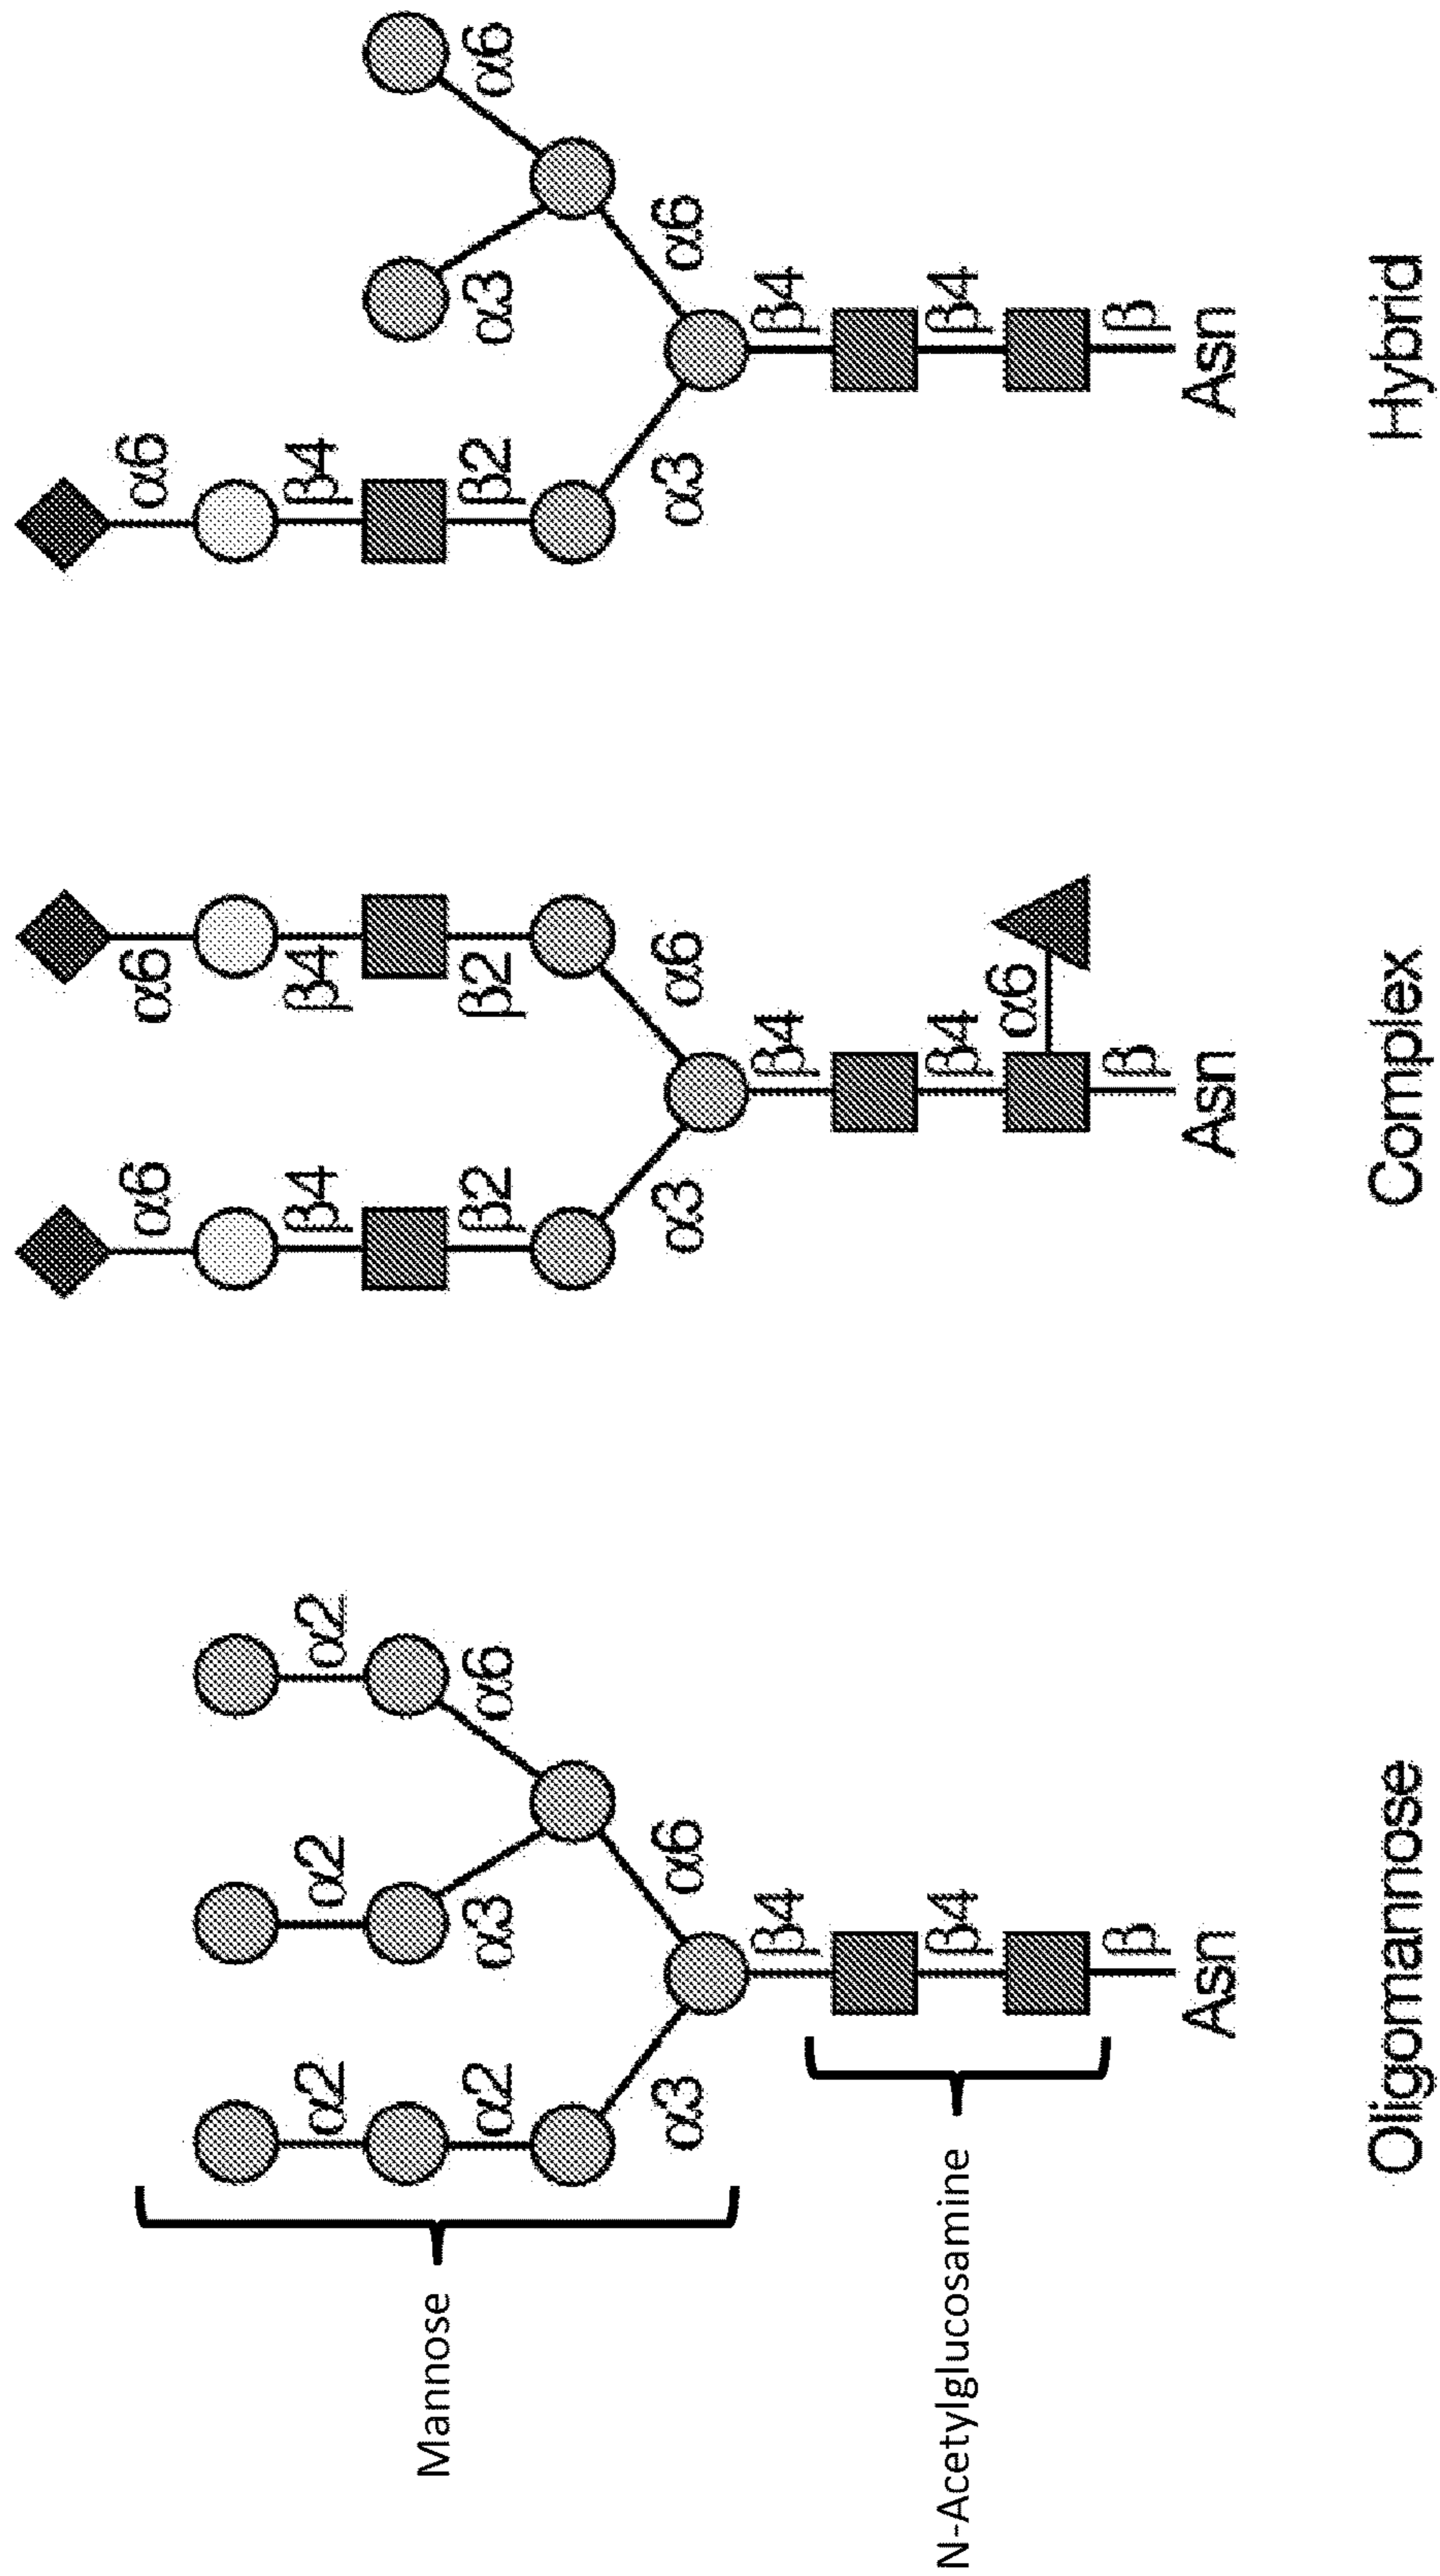 α6 α6 α6
α2 α2 α2 β4 β4 β4
Mannose
α2 α3 α6 β2 β2 β2 α3 α6
α3 α6 α3 α6 α3 α6
β4 β4 β4
N-Acetylglucosamine
β4 β4 β4
α6
β β β
Asn Asn Asn
Oligomannose Complex Hybrid